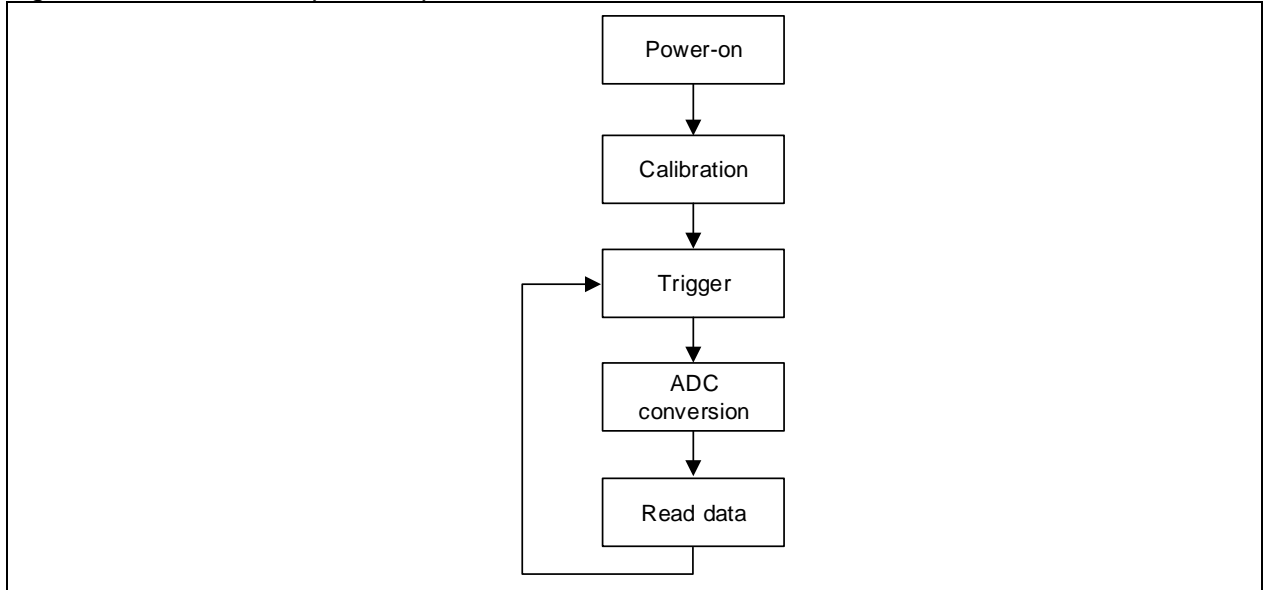 Power-on
Calibration
Trigger
ADC
conversion
Read data